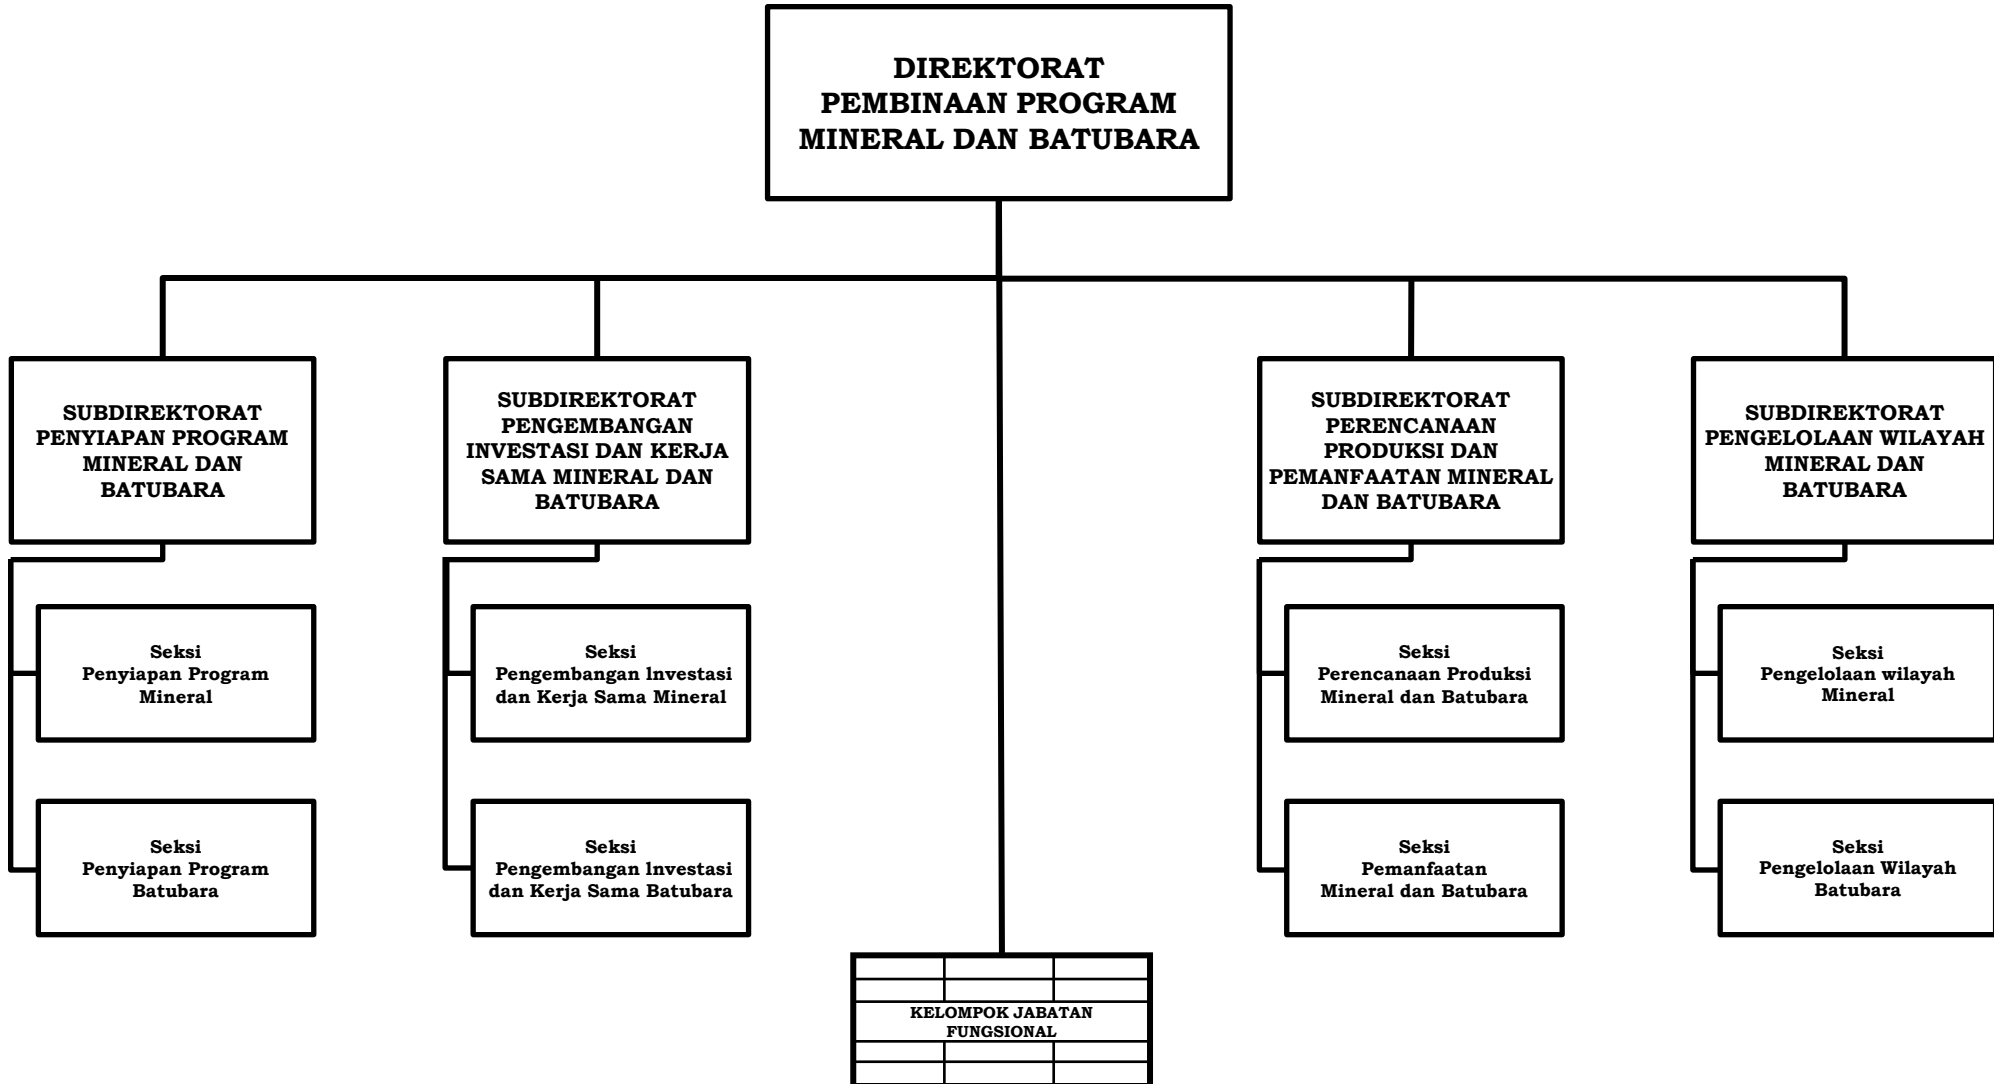 DIREKTORAT
PEMBINAAN PROGRAM
MINERAL DAN BATUBARA
SUBDIREKTORAT
PENYIAPAN PROGRAM
MINERAL DAN
BATUBARA
SUBDIREKTORAT
PENGEMBANGAN
INVESTASI DAN KERJA
SAMA MINERAL DAN
BATUBARA
SUBDIREKTORAT
PERENCANAAN
PRODUKSI DAN
PEMANFAATAN MINERAL
DAN BATUBARA
SUBDIREKTORAT
PENGELOLAAN WILAYAH
MINERAL DAN
BATUBARA
Seksi
Penyiapan Program
Mineral
Seksi
Pengembangan lnvestasi
dan Kerja Sama Mineral
Seksi
Perencanaan Produksi
Mineral dan Batubara
Seksi
Pengelolaan wilayah
Mineral
Seksi
Penyiapan Program
Batubara
Seksi
Pengembangan lnvestasi
dan Kerja Sama Batubara
Seksi
Pemanfaatan
Mineral dan Batubara
Seksi
Pengelolaan Wilayah
Batubara
KELOMPOK JABATAN
FUNGSIONAL